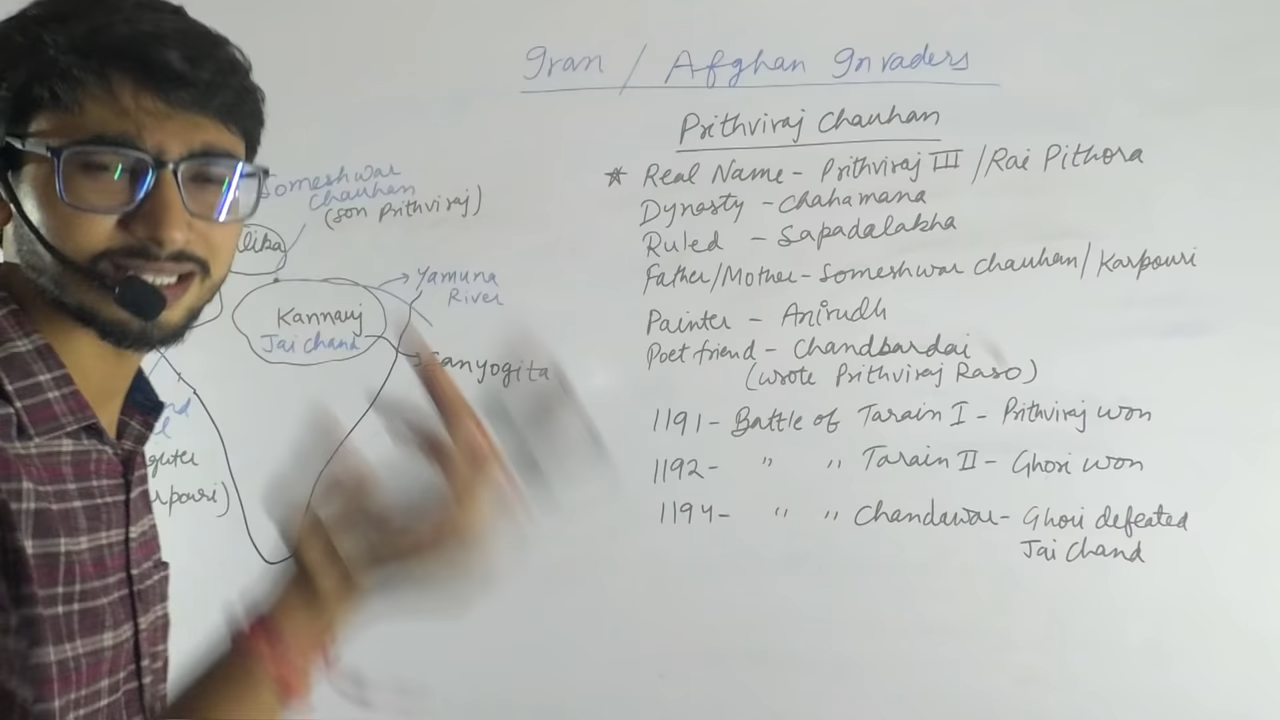 Iran / Afghan Invaders
Prithviraj Chauhan
* Real Name - Prithviraj III / Rai Pithora
Dynasty - Chahamana
Ruled - Sapadalakha
Father/Mother - Someshwar Chauhan / Karpouri
Painter - Anirudh
Poet friend - Chandbardai
(wrote Prithviraj Raso)
1191 - Battle of Tarain I - Prithviraj won
1192 - " " Tarain II - Ghori won
1194 - " " Chandawar - Ghori defeated
Jai Chand
Someshwar
Chauhan
(son Prithviraj)
Yamuna
River
Kannauj
Jai Chand
Sanyogita